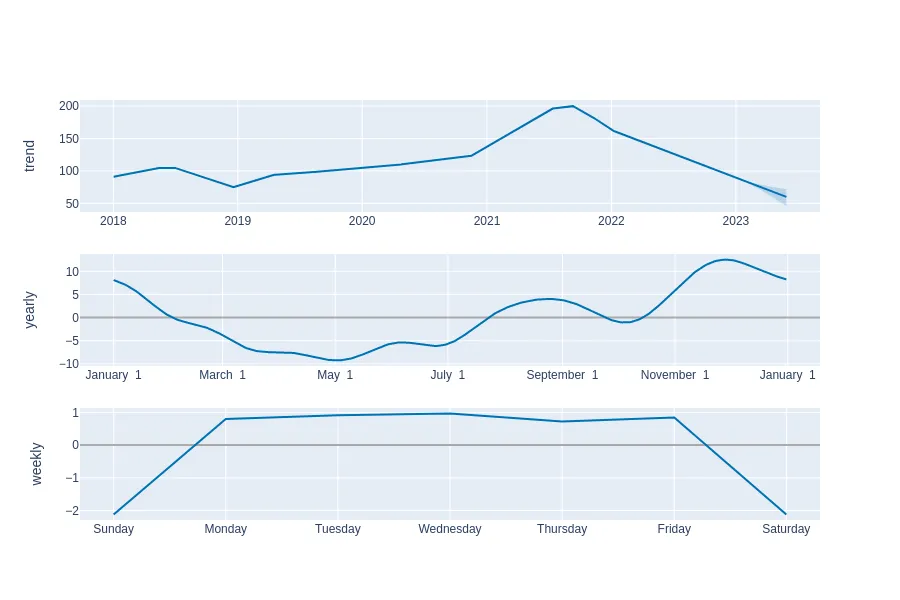 trend
200
150
100
50
2018 2019 2020 2021 2022 2023
yearly
10
5
0
−5
−10
January 1 March 1 May 1 July 1 September 1 November 1 January 1
weekly
1
0
−1
−2
Sunday Monday Tuesday Wednesday Thursday Friday Saturday